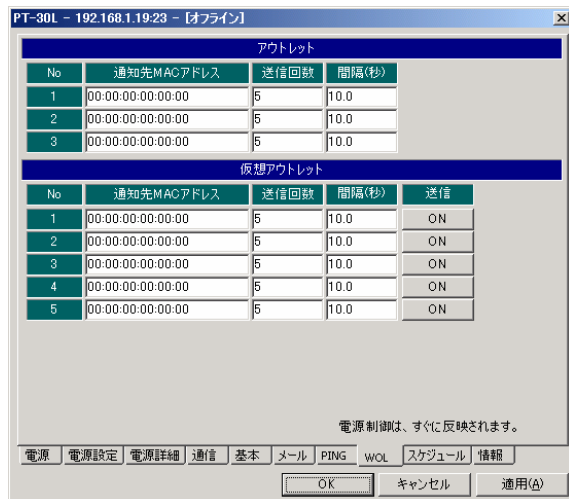 PT-30L - 192.168.1.19:23 - [オフライン]
アウトレット
No 通知先MACアドレス 送信回数 間隔(秒)
1 00:00:00:00:00:00 5 10.0
2 00:00:00:00:00:00 5 10.0
3 00:00:00:00:00:00 5 10.0
仮想アウトレット
No 通知先MACアドレス 送信回数 間隔(秒) 送信
1 00:00:00:00:00:00 5 10.0 ON
2 00:00:00:00:00:00 5 10.0 ON
3 00:00:00:00:00:00 5 10.0 ON
4 00:00:00:00:00:00 5 10.0 ON
5 00:00:00:00:00:00 5 10.0 ON
電源制御は、すぐに反映されます。
電源 電源設定 電源詳細 通信 基本 メール PING WOL スケジュール 情報
OK キャンセル 適用(A)